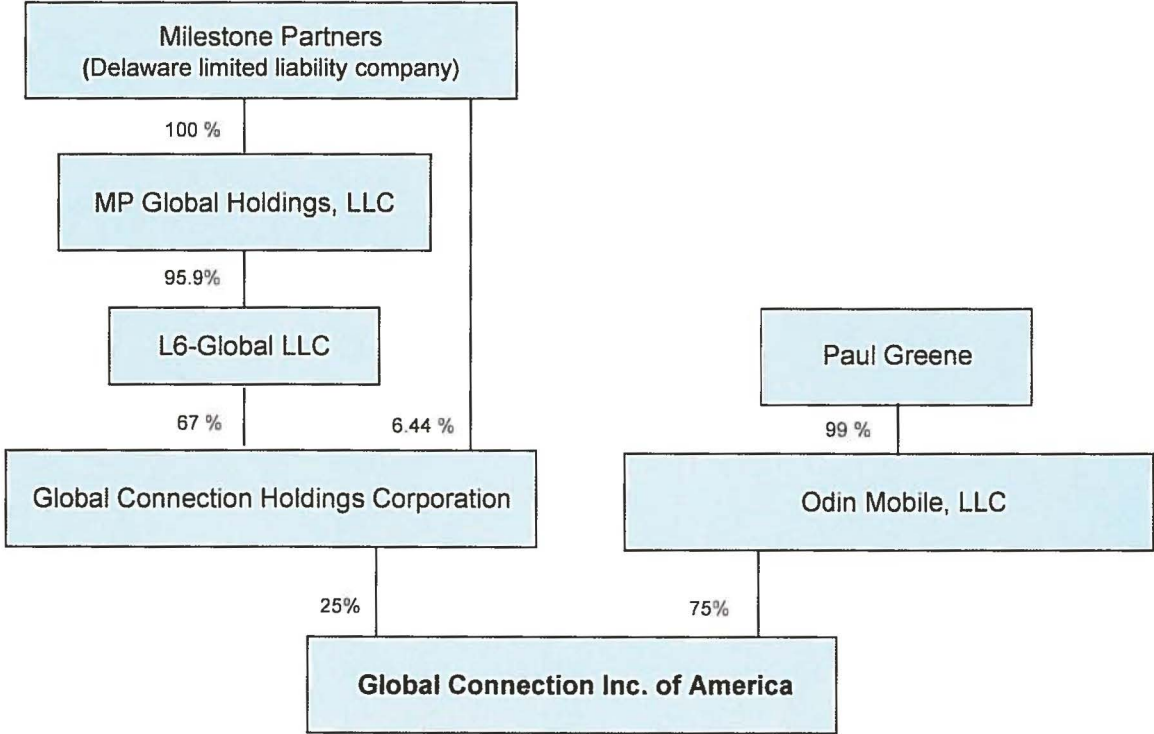 Milestone Partners
(Delaware limited liability company)
100 %
MP Global Holdings, LLC
95.9%
L6-Global LLC
Paul Greene
67 %
6.44 %
99 %
Global Connection Holdings Corporation
Odin Mobile, LLC
25%
75%
Global Connection Inc. of America